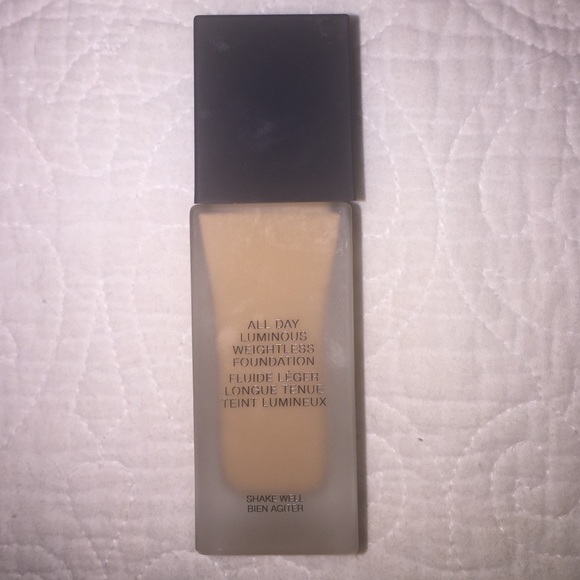 ALL DAY
LUMINOUS
WEIGHTLESS
FOUNDATION
FLUIDE LÉGER
LONGUE TENUE
TEINT LUMINEUX
SHAKE WELL
BIEN AGITER